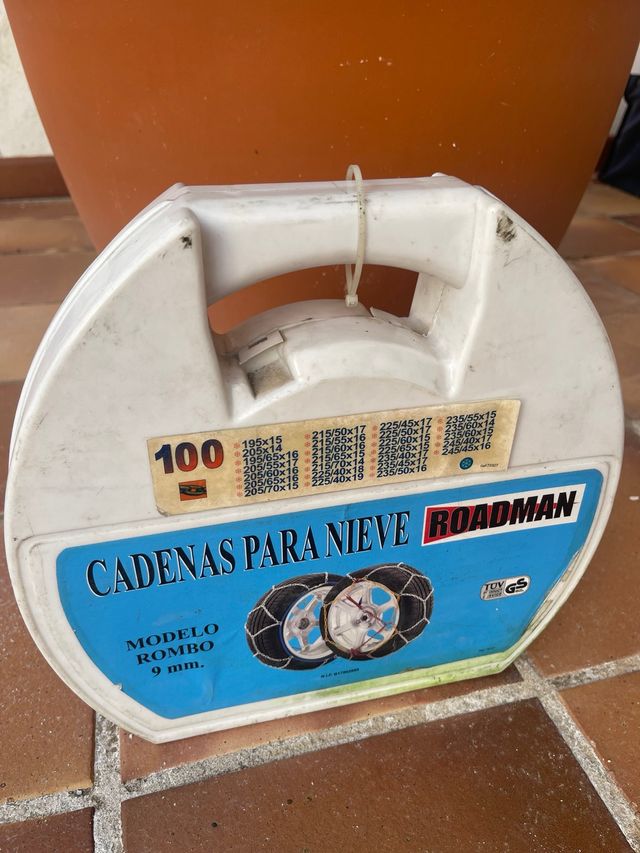 100
195x15
205x14
195/65x16
205/55x17
205/60x16
205/65x16
205/70x15
215/50x17
215/55x16
215/60x16
215/65x15
215/70x14
225/40x18
225/40x19
225/45x17
225/50x17
225/60x15
225/65x15
235/40x17
235/45x17
235/50x16
235/55x15
235/60x14
235/60x15
245/40x17
245/45x16
CADENAS PARA NIEVE
ROADMAN
MODELO
ROMBO
9 mm.
TÜV
GS